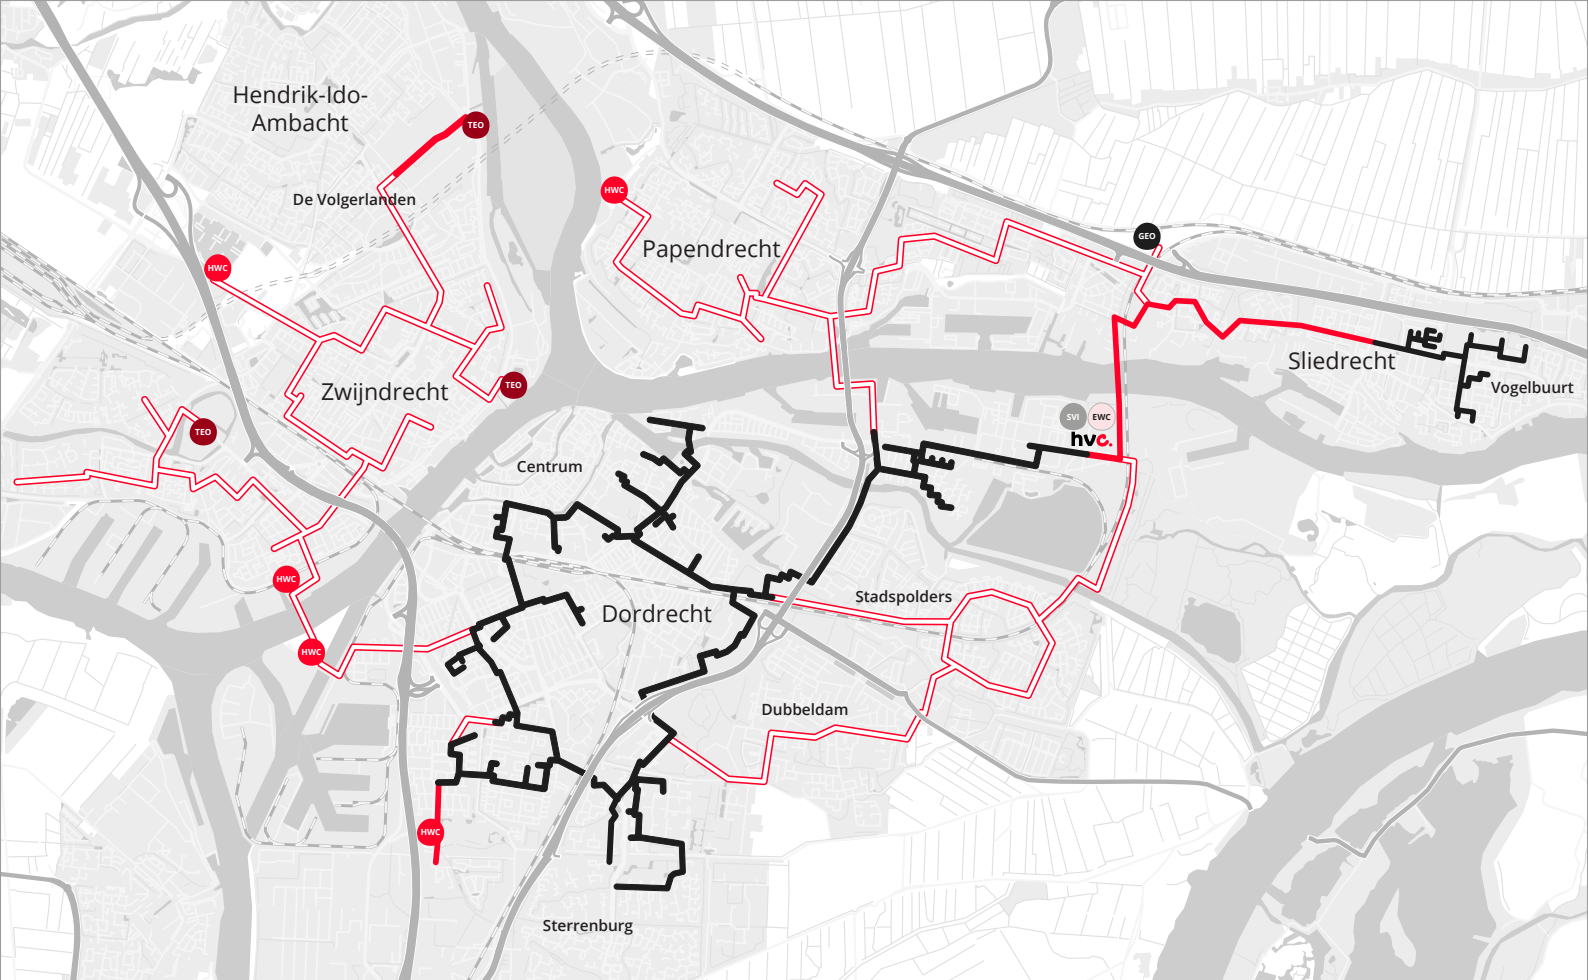 Hendrik-Ido-
Ambacht
TEO
De Volgerlanden
HWC
Papendrecht
GEO
HWC
Sliedrecht
Vogelbuurt
Zwijndrecht
TEO
TEO
SVI
EWC
hvc.
Centrum
HWC
Stadspolders
Dordrecht
HWC
Dubbeldam
HWC
Sterrenburg